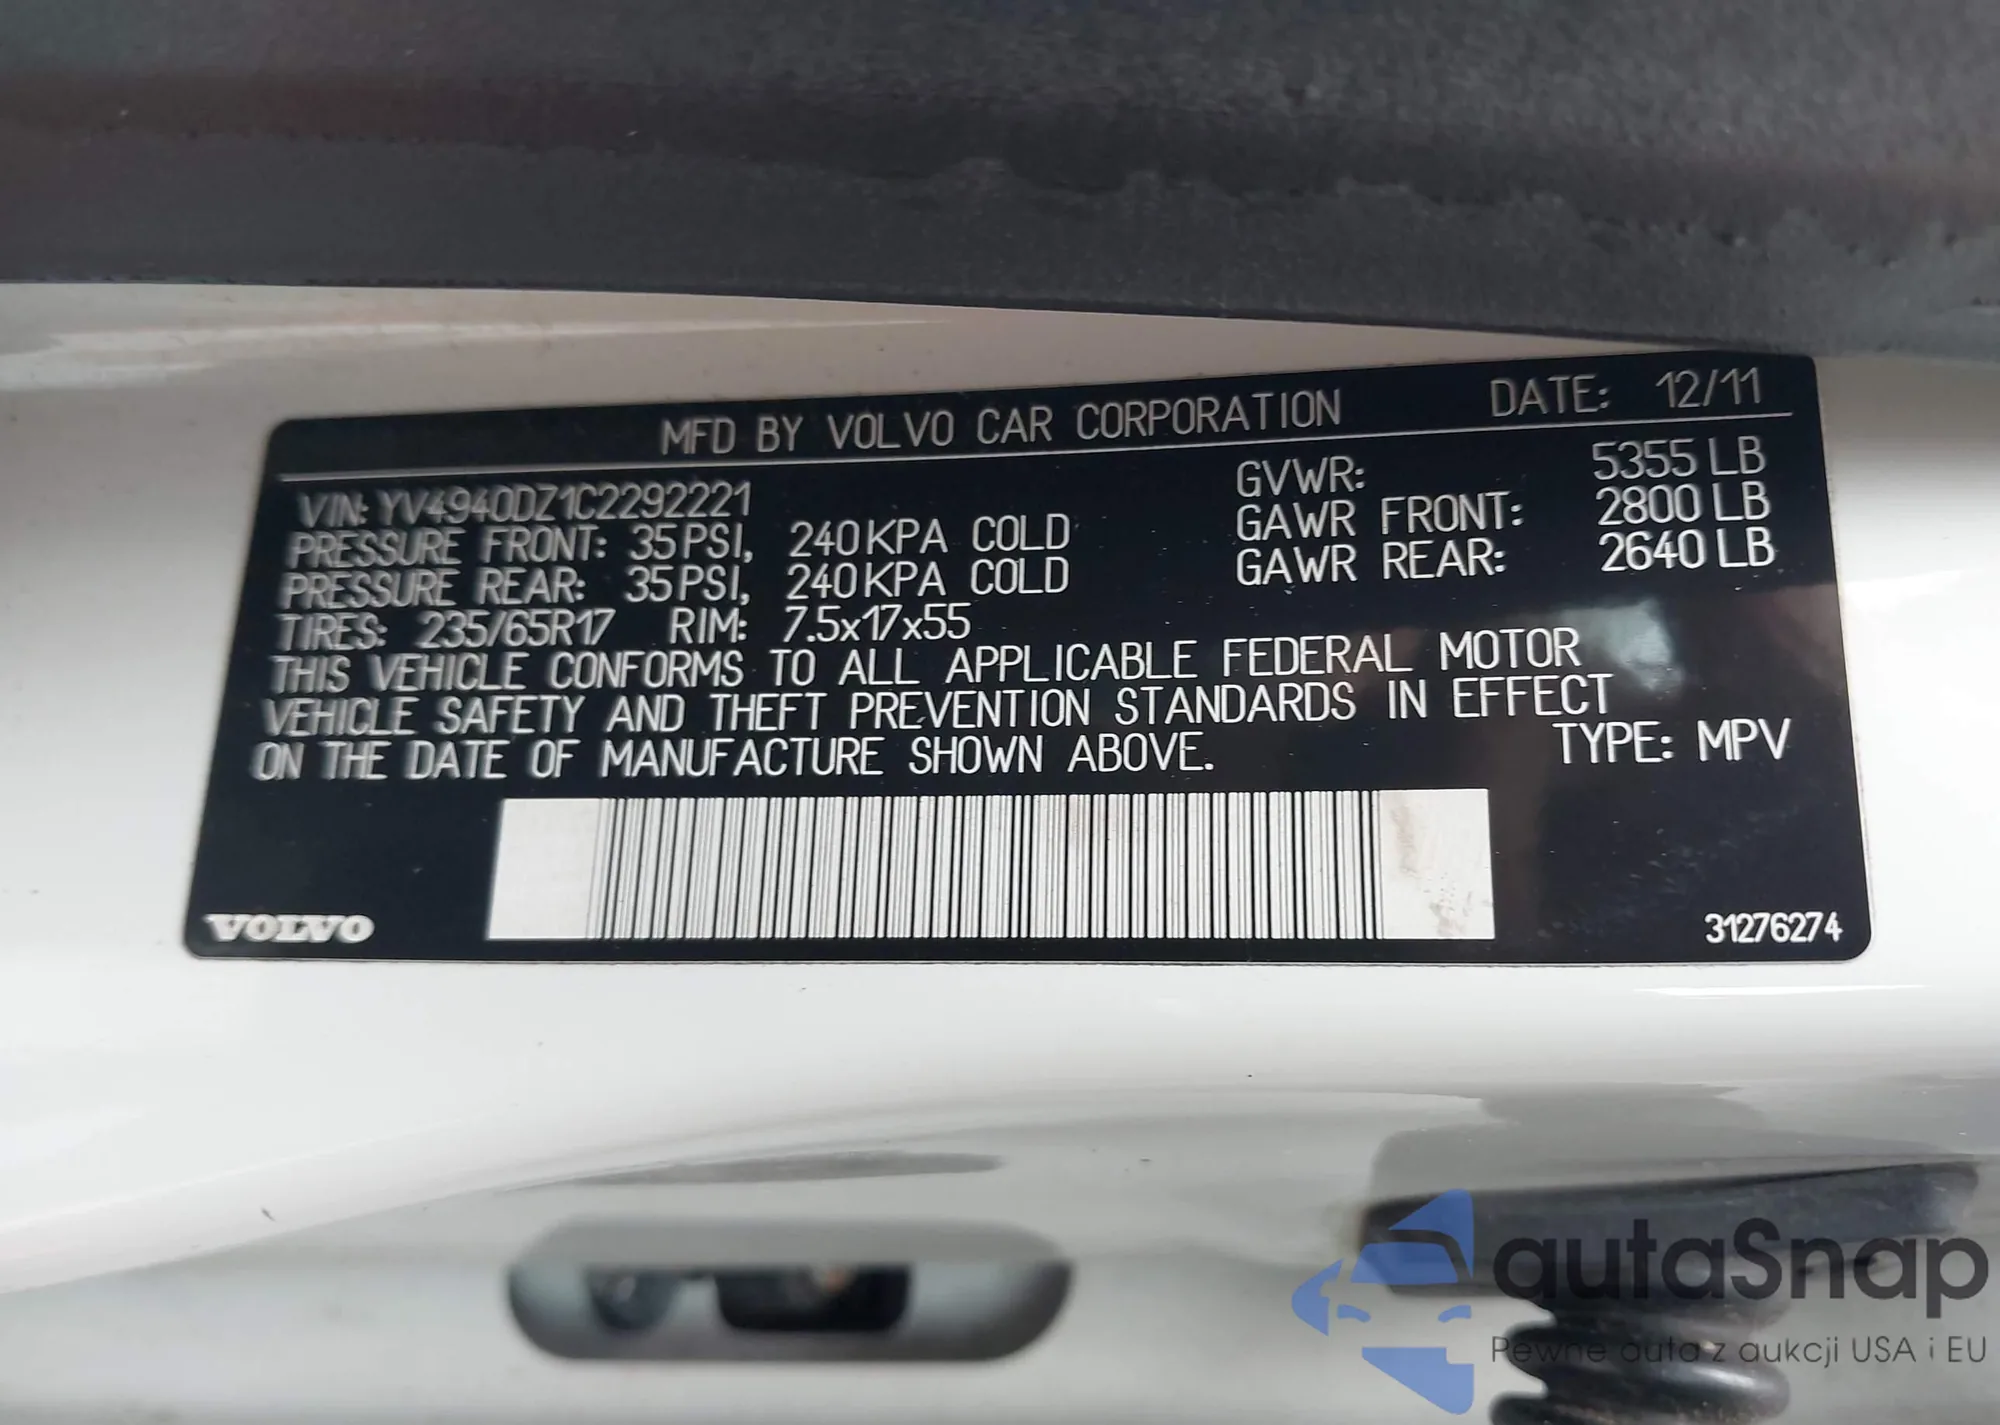 MFD BY VOLVO CAR CORPORATION DATE: 12/11
VIN: YV4940DZ1C2292221 GVWR: 5355 LB
PRESSURE FRONT: 35 PSI, 240 KPA COLD GAWR FRONT: 2800 LB
PRESSURE REAR: 35 PSI, 240 KPA COLD GAWR REAR: 2640 LB
TIRES: 235/65R17 RIM: 7.5x17x55
THIS VEHICLE CONFORMS TO ALL APPLICABLE FEDERAL MOTOR
VEHICLE SAFETY AND THEFT PREVENTION STANDARDS IN EFFECT
ON THE DATE OF MANUFACTURE SHOWN ABOVE. TYPE: MPV
VOLVO 31276274
autaSnap
Pewne auta z aukcji USA i EU